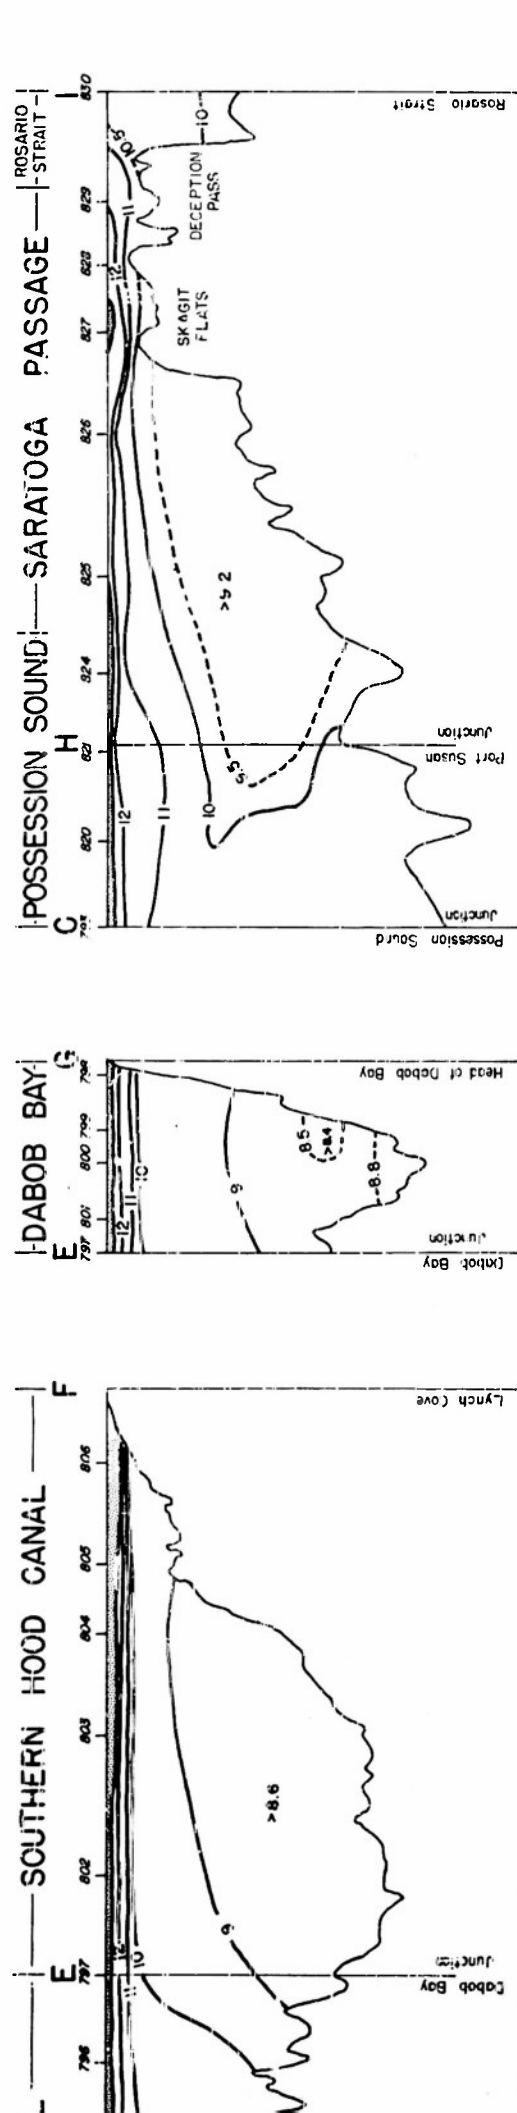 ROSARIO
STRAIT
POSSESSION SOUND
SARATOGA PASSAGE
C
H
I
820
821
824
825
826
827
828
829
830
Possession Sound
Junction
Port Susan
Junction
Rosario Strait
SKAGIT
FLATS
DECEPTION
PASS
12
11
10
9.5
>9.2
12
11
10.5
10
DABOB BAY
E
G
797
801
800
799
798
Dabob Bay
Junction
Head of Dabob Bay
12
11
10
9
8.5
>8.4
8.8
SOUTHERN HOOD CANAL
E
F
796
797
802
803
804
805
806
Dabob Bay
Junction
Lynch Cove
12
11
10
9
>8.6